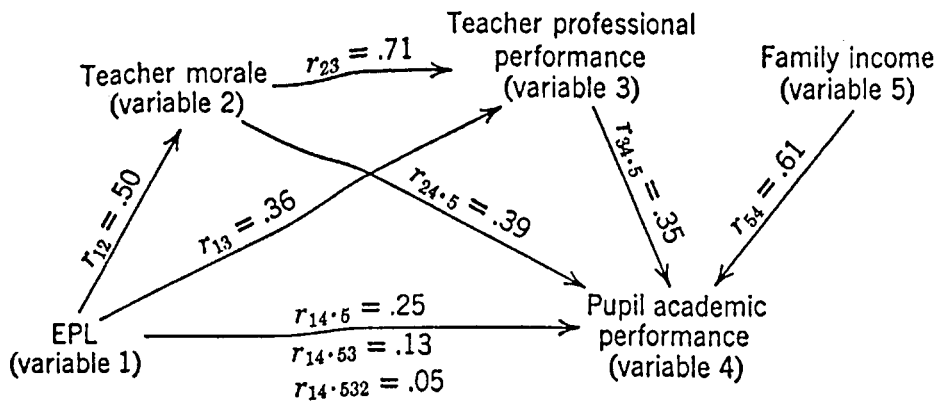 Teacher professional
performance
(variable 3)
Family income
(variable 5)
Teacher morale
(variable 2)
r₂₃ = .71
r₁₂ = .50
r₁₃ = .36
r₂₄.₅ = .39
r₃₄.₅ = .35
r₅₄ = .61
EPL
(variable 1)
r₁₄.₅ = .25
r₁₄.₅₃ = .13
r₁₄.₅₃₂ = .05
Pupil academic
performance
(variable 4)